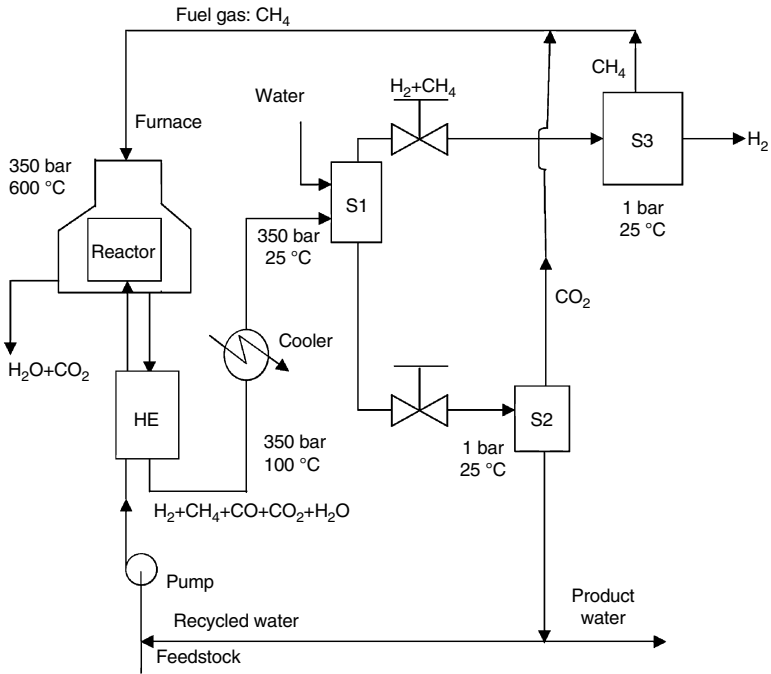 Fuel gas: CH₄
H₂+CH₄
CH₄
Water
Furnace
S3
H₂
350 bar
600 °C
S1
Reactor
350 bar
25 °C
1 bar
25 °C
CO₂
Cooler
H₂O+CO₂
HE
S2
350 bar
100 °C
1 bar
25 °C
H₂+CH₄+CO+CO₂+H₂O
Pump
Product
water
Recycled water
Feedstock